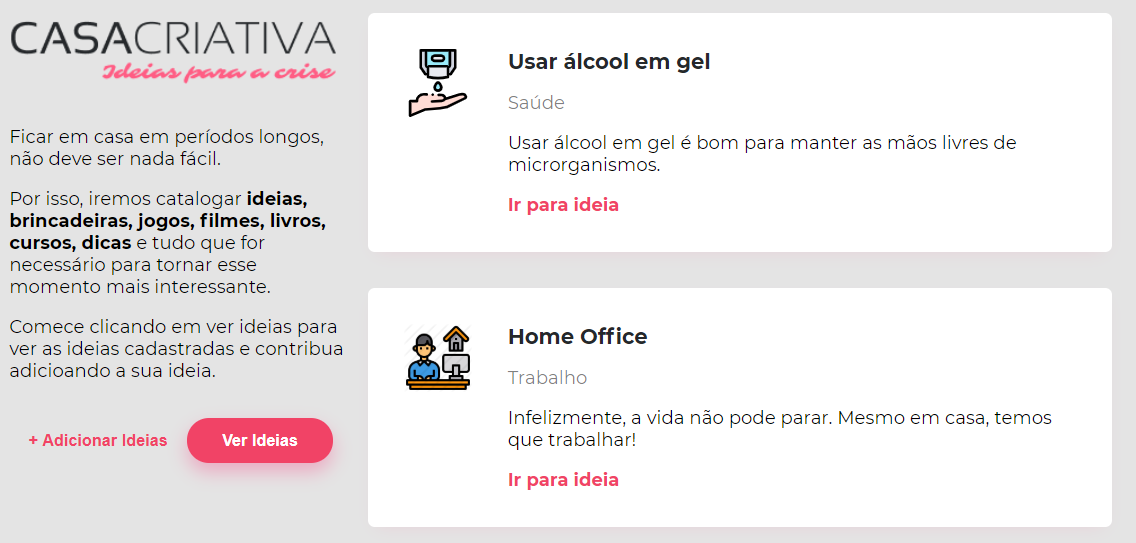 CASACRIATIVA
Ideias para a crise
Ficar em casa em períodos longos,
não deve ser nada fácil.
Por isso, iremos catalogar ideias,
brincadeiras, jogos, filmes, livros,
cursos, dicas e tudo que for
necessário para tornar esse
momento mais interessante.
Comece clicando em ver ideias para
ver as ideias cadastradas e contribua
adicioando a sua ideia.
+ Adicionar Ideias
Ver Ideias
Usar álcool em gel
Saúde
Usar álcool em gel é bom para manter as mãos livres de
microrganismos.
Ir para ideia
Home Office
Trabalho
Infelizmente, a vida não pode parar. Mesmo em casa, temos
que trabalhar!
Ir para ideia